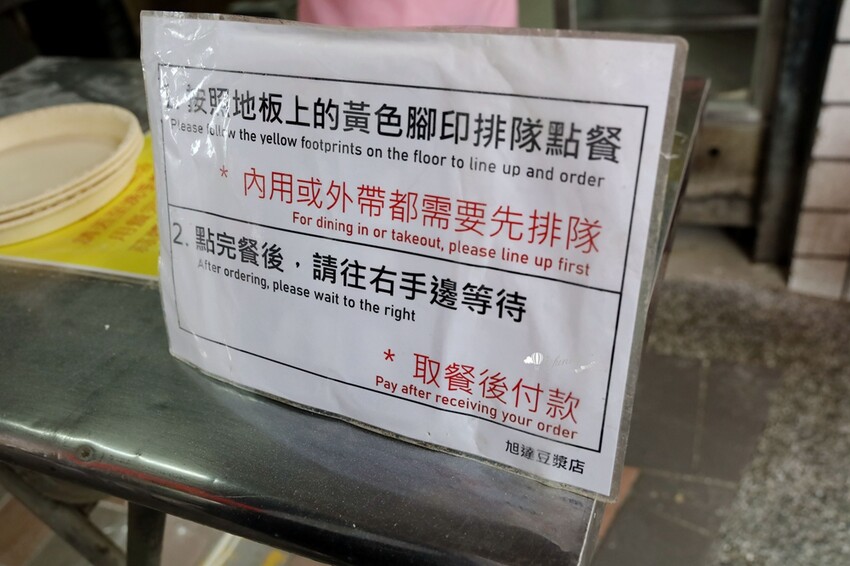 1. 按照地板上的黃色腳印排隊點餐
Please follow the yellow footprints on the floor to line up and order
* 內用或外帶都需要先排隊
For dining in or takeout, please line up first
2. 點完餐後，請往右手邊等待
After ordering, please wait to the right
* 取餐後付款
Pay after receiving your order
旭達豆漿店